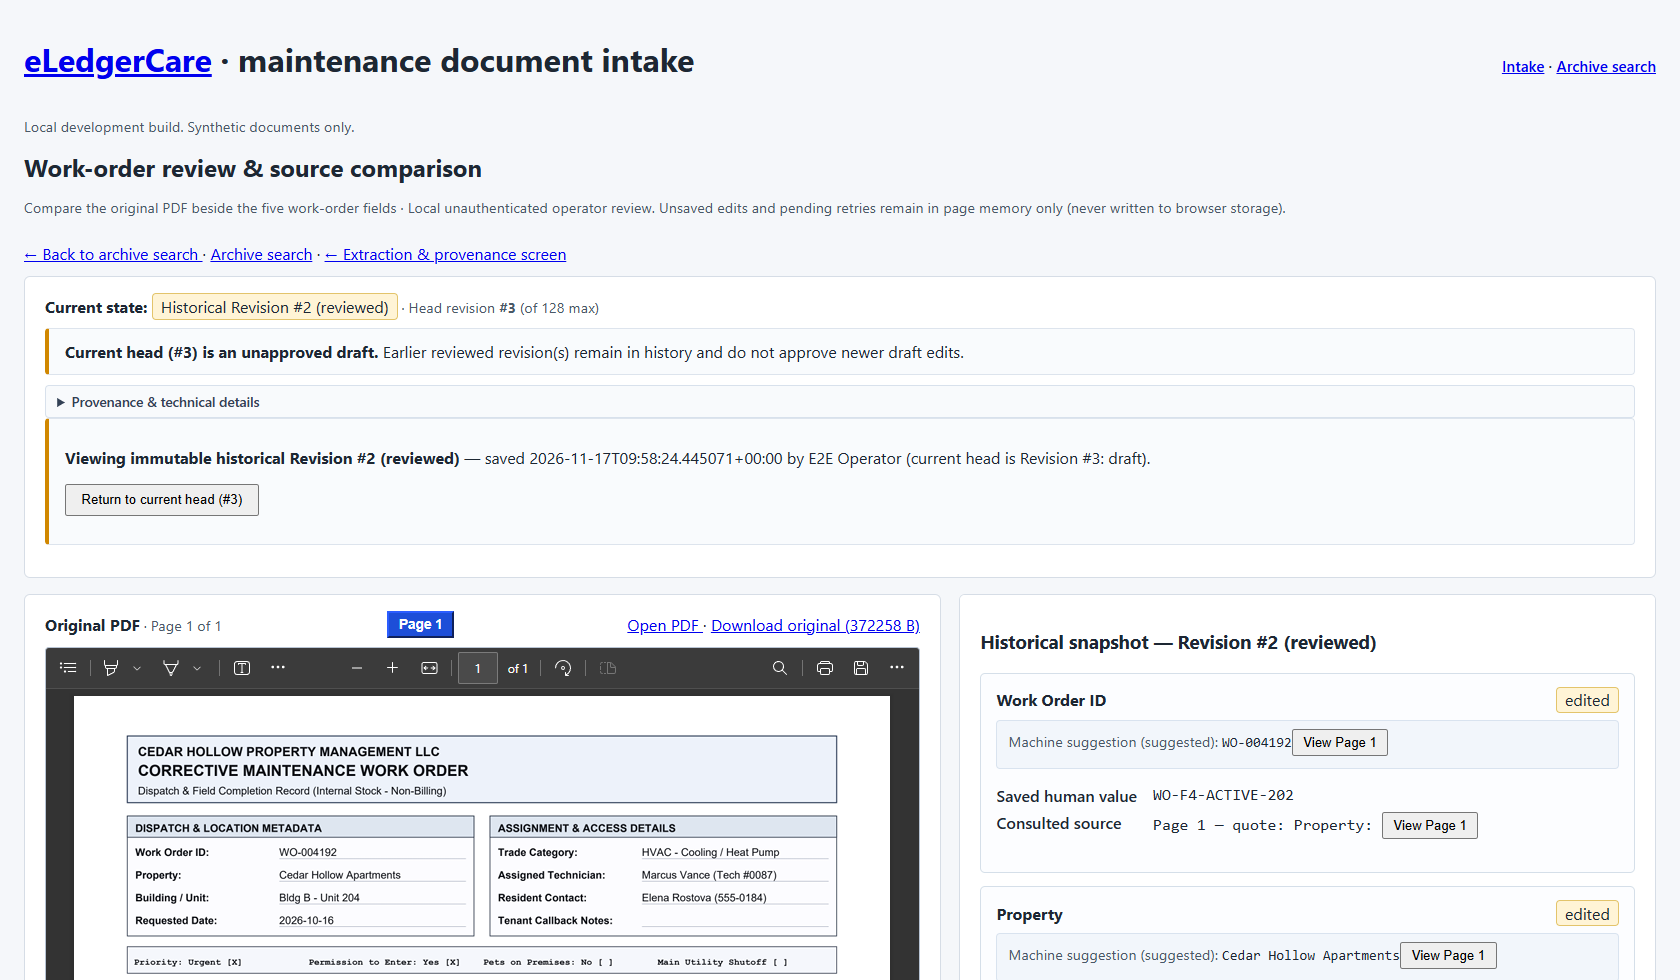 eLedgerCare · maintenance document intake
Intake · Archive search
Local development build. Synthetic documents only.
Work-order review & source comparison
Compare the original PDF beside the five work-order fields · Local unauthenticated operator review. Unsaved edits and pending retries remain in page memory only (never written to browser storage).
← Back to archive search · Archive search · ← Extraction & provenance screen
Current state: Historical Revision #2 (reviewed) · Head revision #3 (of 128 max)
Current head (#3) is an unapproved draft. Earlier reviewed revision(s) remain in history and do not approve newer draft edits.
▶ Provenance & technical details
Viewing immutable historical Revision #2 (reviewed) — saved 2026-11-17T09:58:24.445071+00:00 by E2E Operator (current head is Revision #3: draft).
Return to current head (#3)
Original PDF · Page 1 of 1
Page 1
Open PDF · Download original (372258 B)
1 of 1
CEDAR HOLLOW PROPERTY MANAGEMENT LLC
CORRECTIVE MAINTENANCE WORK ORDER
Dispatch & Field Completion Record (Internal Stock - Non-Billing)
DISPATCH & LOCATION METADATA
Work Order ID: WO-004192
Property: Cedar Hollow Apartments
Building / Unit: Bldg B - Unit 204
Requested Date: 2026-10-16
ASSIGNMENT & ACCESS DETAILS
Trade Category: HVAC - Cooling / Heat Pump
Assigned Technician: Marcus Vance (Tech #0087)
Resident Contact: Elena Rostova (555-0184)
Tenant Callback Notes:
Priority: Urgent [X] Permission to Enter: Yes [X] Pets on Premises: No [ ] Main Utility Shutoff [ ]
Historical snapshot — Revision #2 (reviewed)
Work Order ID edited
Machine suggestion (suggested): WO-004192 View Page 1
Saved human value WO-F4-ACTIVE-202
Consulted source Page 1 — quote: Property: View Page 1
Property edited
Machine suggestion (suggested): Cedar Hollow Apartments View Page 1